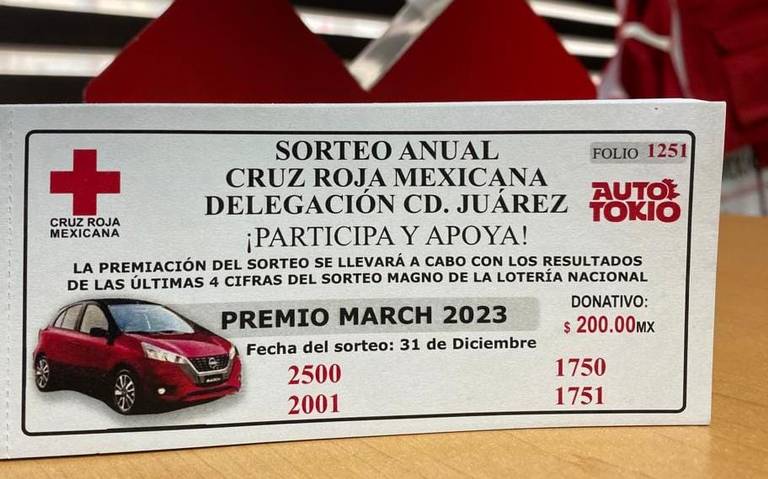 SORTEO ANUAL
CRUZ ROJA MEXICANA
DELEGACIÓN CD. JUÁREZ
¡PARTICIPA Y APOYA!
FOLIO 1251
AUTO
TOKIO
CRUZ ROJA
MEXICANA
LA PREMIACIÓN DEL SORTEO SE LLEVARÁ A CABO CON LOS RESULTADOS
DE LAS ÚLTIMAS 4 CIFRAS DEL SORTEO MAGNO DE LA LOTERÍA NACIONAL
PREMIO MARCH 2023
DONATIVO:
$ 200.00MX
Fecha del sorteo: 31 de Diciembre
2500 1750
2001 1751